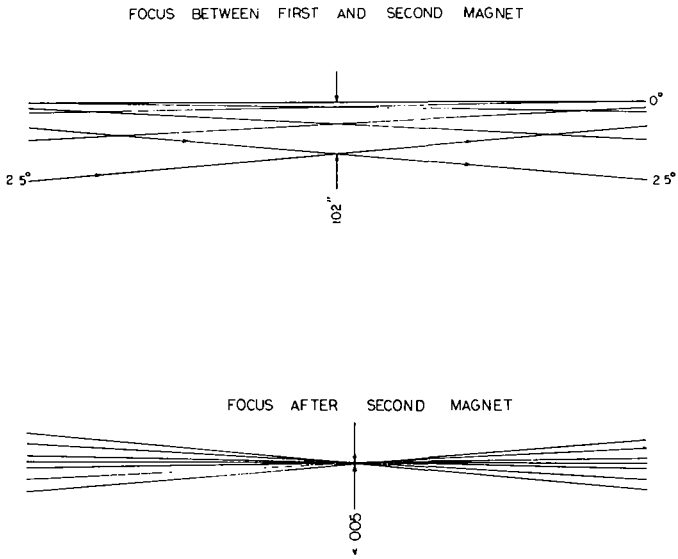 FOCUS BETWEEN FIRST AND SECOND MAGNET
0°
2 5°
2 5°
102"
FOCUS AFTER SECOND MAGNET
005